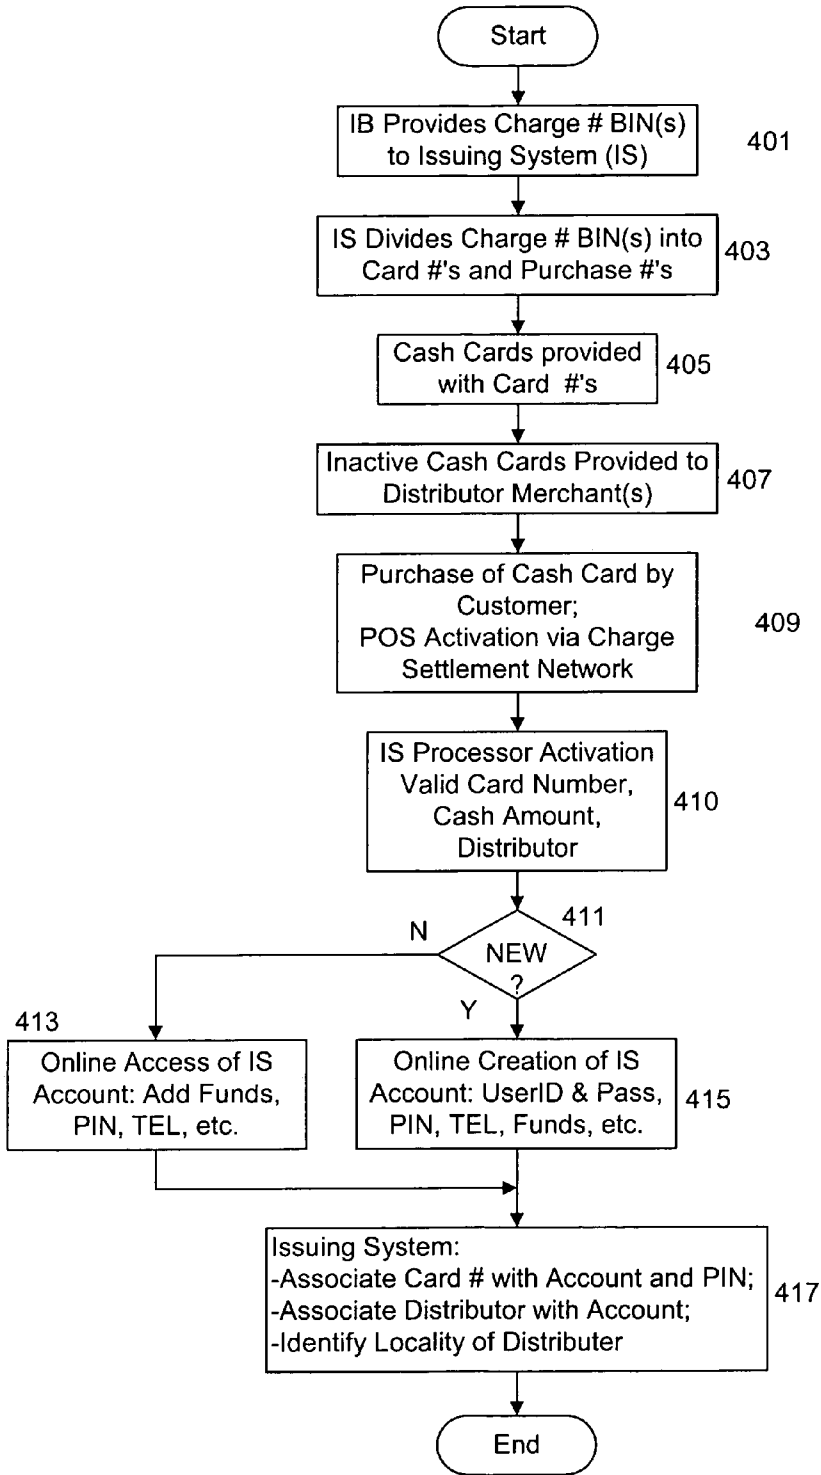 Start
IB Provides Charge # BIN(s)
to Issuing System (IS)
401
IS Divides Charge # BIN(s) into
Card #'s and Purchase #'s
403
Cash Cards provided
with Card #'s
405
Inactive Cash Cards Provided to
Distributor Merchant(s)
407
Purchase of Cash Card by
Customer;
POS Activation via Charge
Settlement Network
409
IS Processor Activation
Valid Card Number,
Cash Amount,
Distributor
410
411
NEW
?
N
Y
413
Online Access of IS
Account: Add Funds,
PIN, TEL, etc.
Online Creation of IS
Account: UserID & Pass,
PIN, TEL, Funds, etc.
415
Issuing System:
-Associate Card # with Account and PIN;
-Associate Distributor with Account;
-Identify Locality of Distributer
417
End